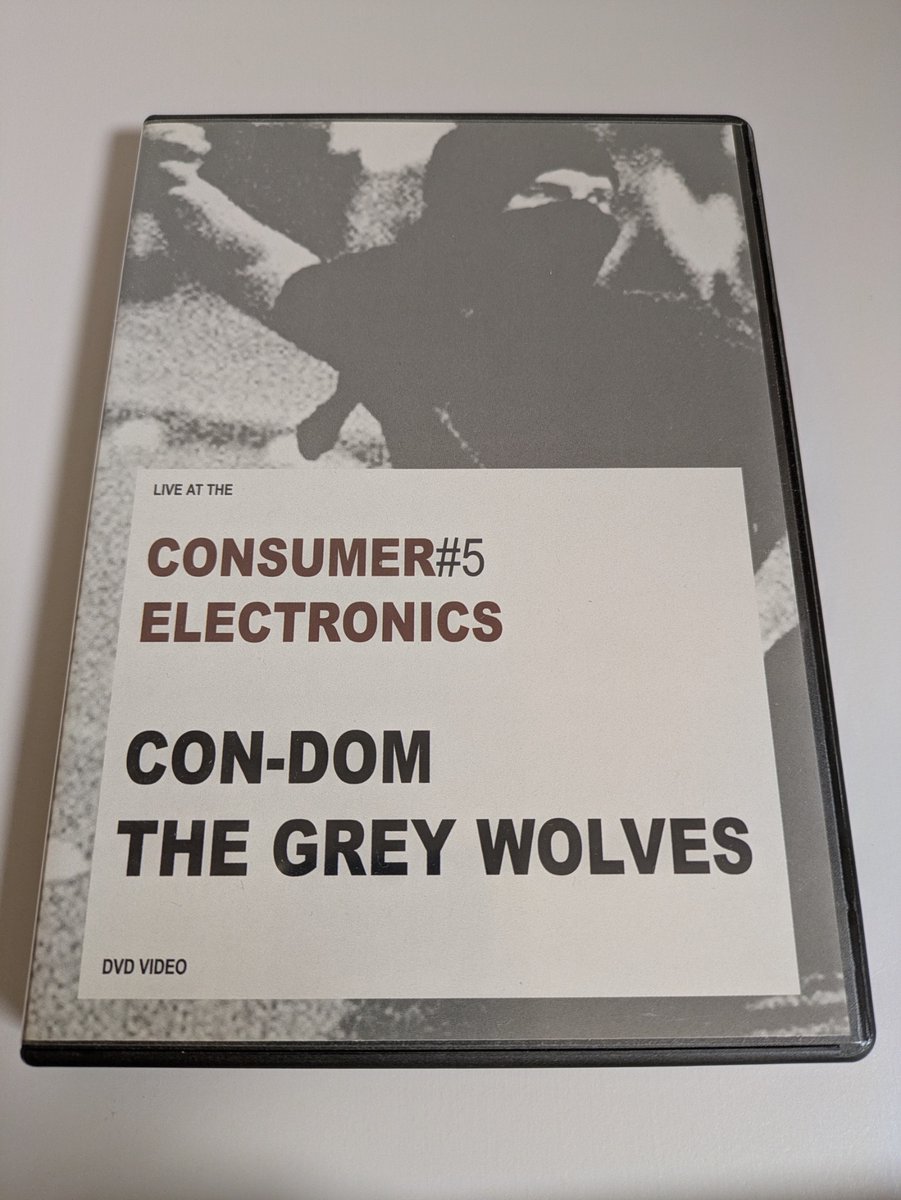 LIVE AT THE
CONSUMER#5
ELECTRONICS
CON-DOM
THE GREY WOLVES
DVD VIDEO